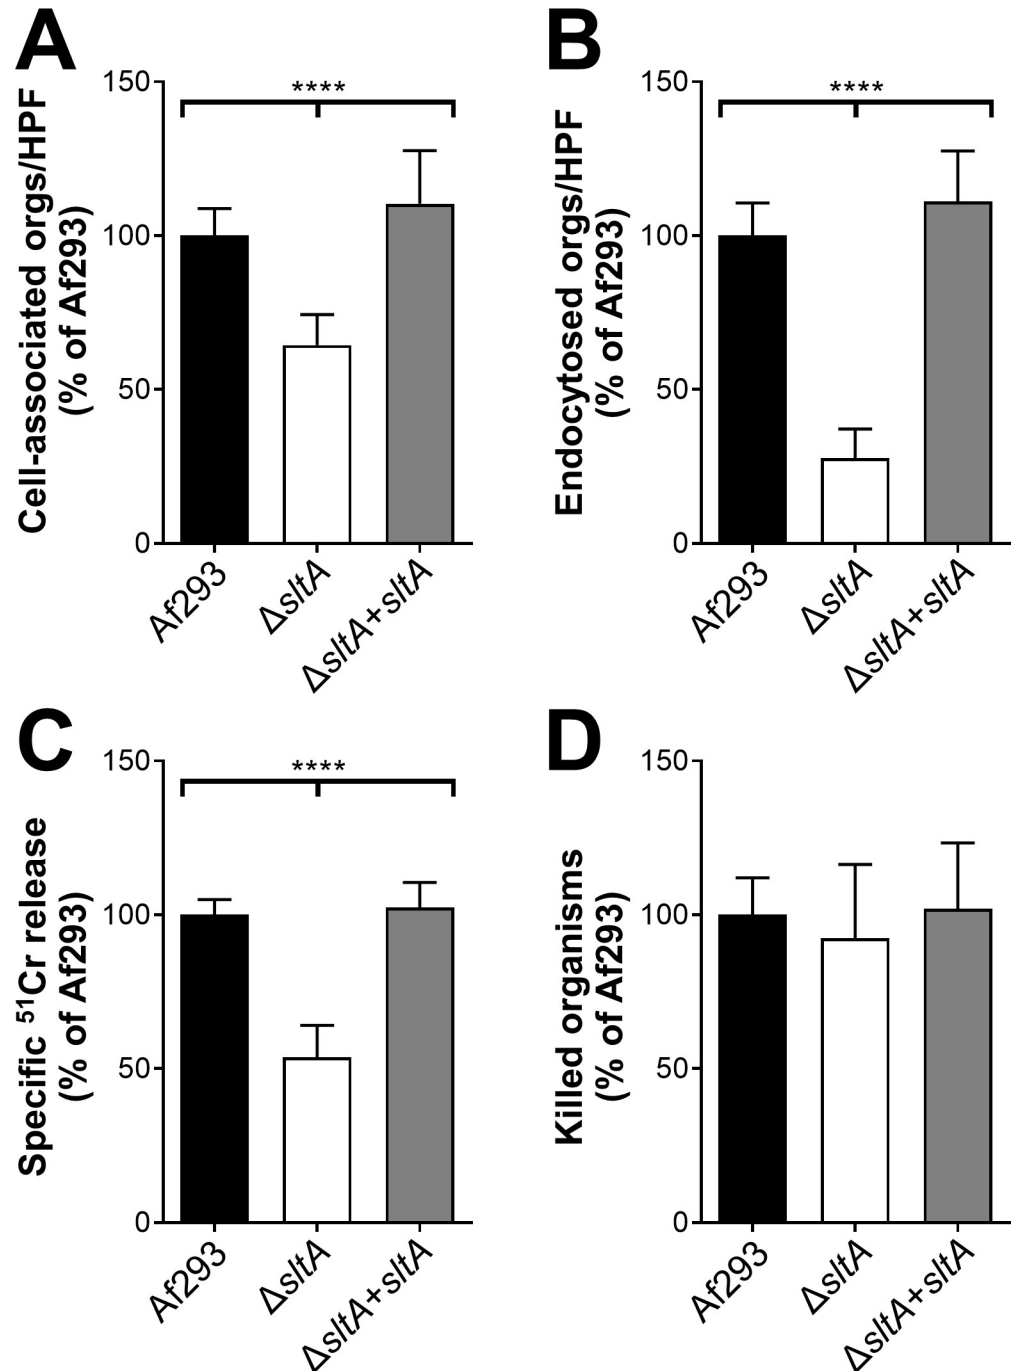 A
Cell-associated orgs/HPF
(% of Af293)
150
100
50
0
****
Af293
ΔsltA
ΔsltA+sltA
B
Endocytosed orgs/HPF
(% of Af293)
150
100
50
0
****
Af293
ΔsltA
ΔsltA+sltA
C
Specific ⁵¹Cr release
(% of Af293)
150
100
50
0
****
Af293
ΔsltA
ΔsltA+sltA
D
Killed organisms
(% of Af293)
150
100
50
0
Af293
ΔsltA
ΔsltA+sltA